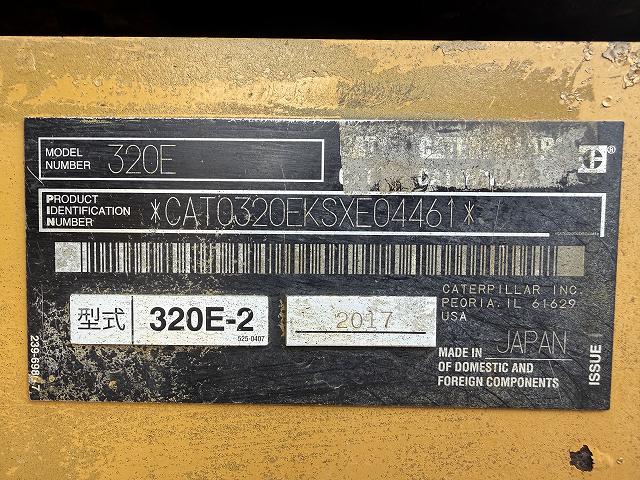 MODEL NUMBER 320E
PRODUCT IDENTIFICATION NUMBER *CAT0320EKSXE04461*
型式 320E-2
525-0407
2017
CATERPILLAR INC.
PEORIA, IL 61629
USA
MADE IN JAPAN
OF DOMESTIC AND
FOREIGN COMPONENTS
ISSUE